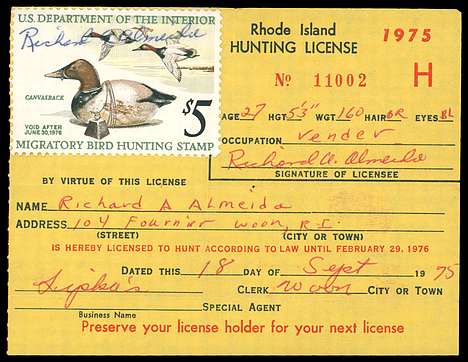 U.S. DEPARTMENT OF THE INTERIOR
Richard A Almeida
CANVASBACK
VOID AFTER
JUNE 30, 1976
$5
MIGRATORY BIRD HUNTING STAMP
Rhode Island
HUNTING LICENSE
1975
No 11002
H
AGE 27 HGT 5'3" WGT 160 HAIR BR EYES BL
OCCUPATION Vender
Richard A. Almeida
SIGNATURE OF LICENSEE
BY VIRTUE OF THIS LICENSE
NAME Richard A Almeida
ADDRESS 104 Fournier Woon, R.I.
(STREET) (CITY OR TOWN)
IS HEREBY LICENSED TO HUNT ACCORDING TO LAW UNTIL FEBRUARY 29, 1976
DATED THIS 18 DAY OF Sept 1975
Lipka's CLERK Woon CITY OR TOWN
SPECIAL AGENT
Business Name
Preserve your license holder for your next license